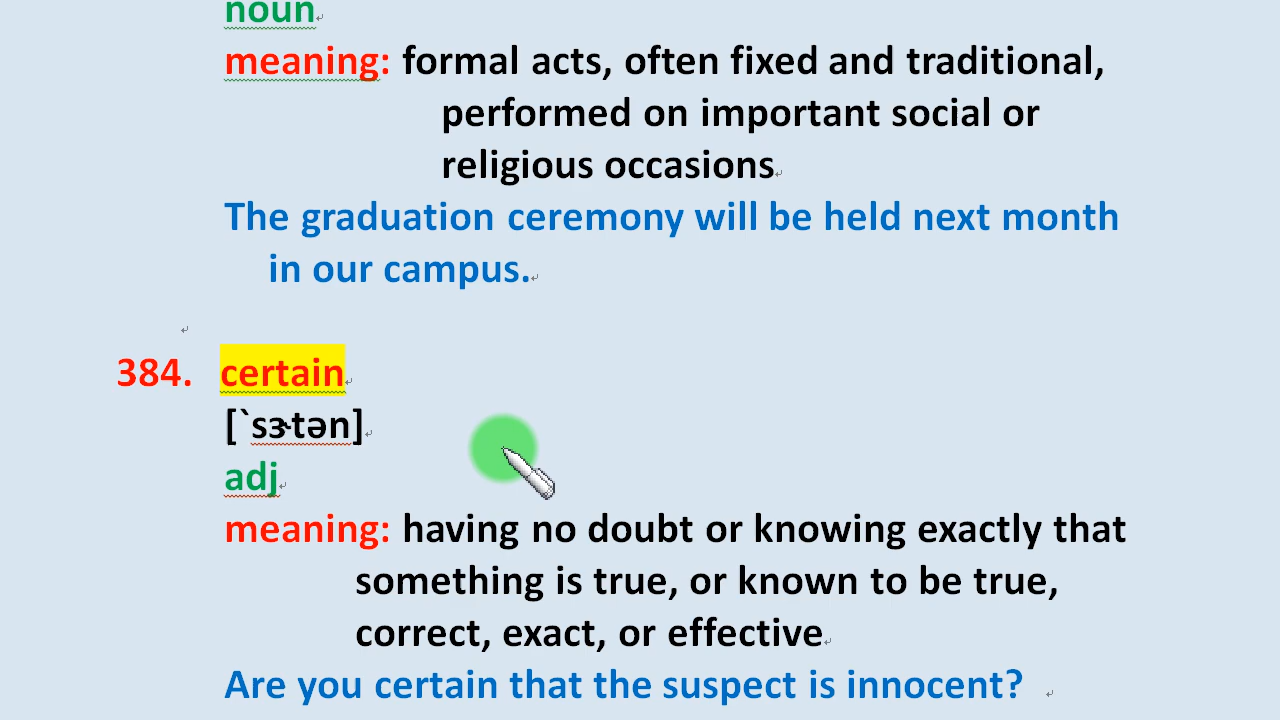 noun
meaning: formal acts, often fixed and traditional,
performed on important social or
religious occasions
The graduation ceremony will be held next month
in our campus.
384. certain
[`sɝtən]
adj
meaning: having no doubt or knowing exactly that
something is true, or known to be true,
correct, exact, or effective
Are you certain that the suspect is innocent?